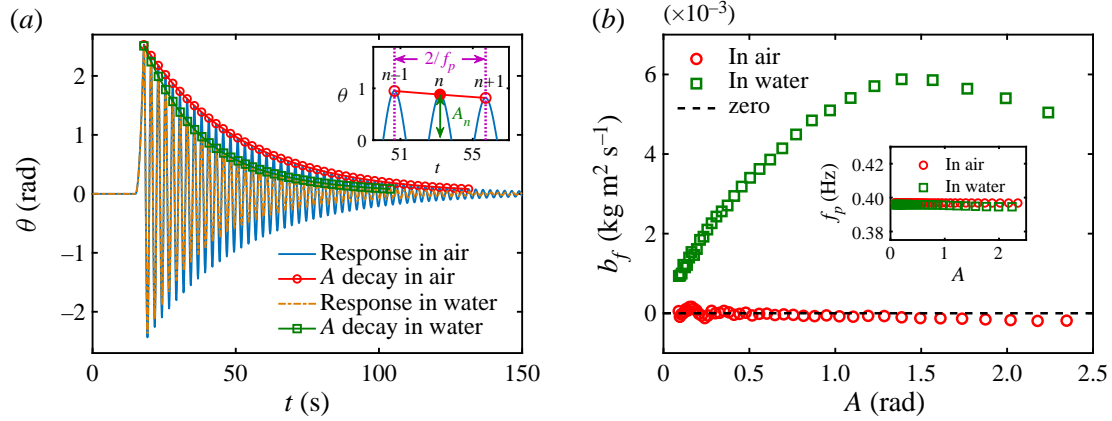 (a)
θ (rad)
2
1
0
−1
−2
0
50
100
150
t (s)
Response in air
A decay in air
Response in water
A decay in water
2/f_p
n−1
n
n+1
A_n
θ
1
0
51
55
t
(b)
(×10⁻³)
b_f (kg m² s⁻¹)
6
4
2
0
0
0.5
1.0
1.5
2.0
2.5
A (rad)
In air
In water
zero
f_p (Hz)
0.42
0.40
0.38
0
1
2
A
In air
In water